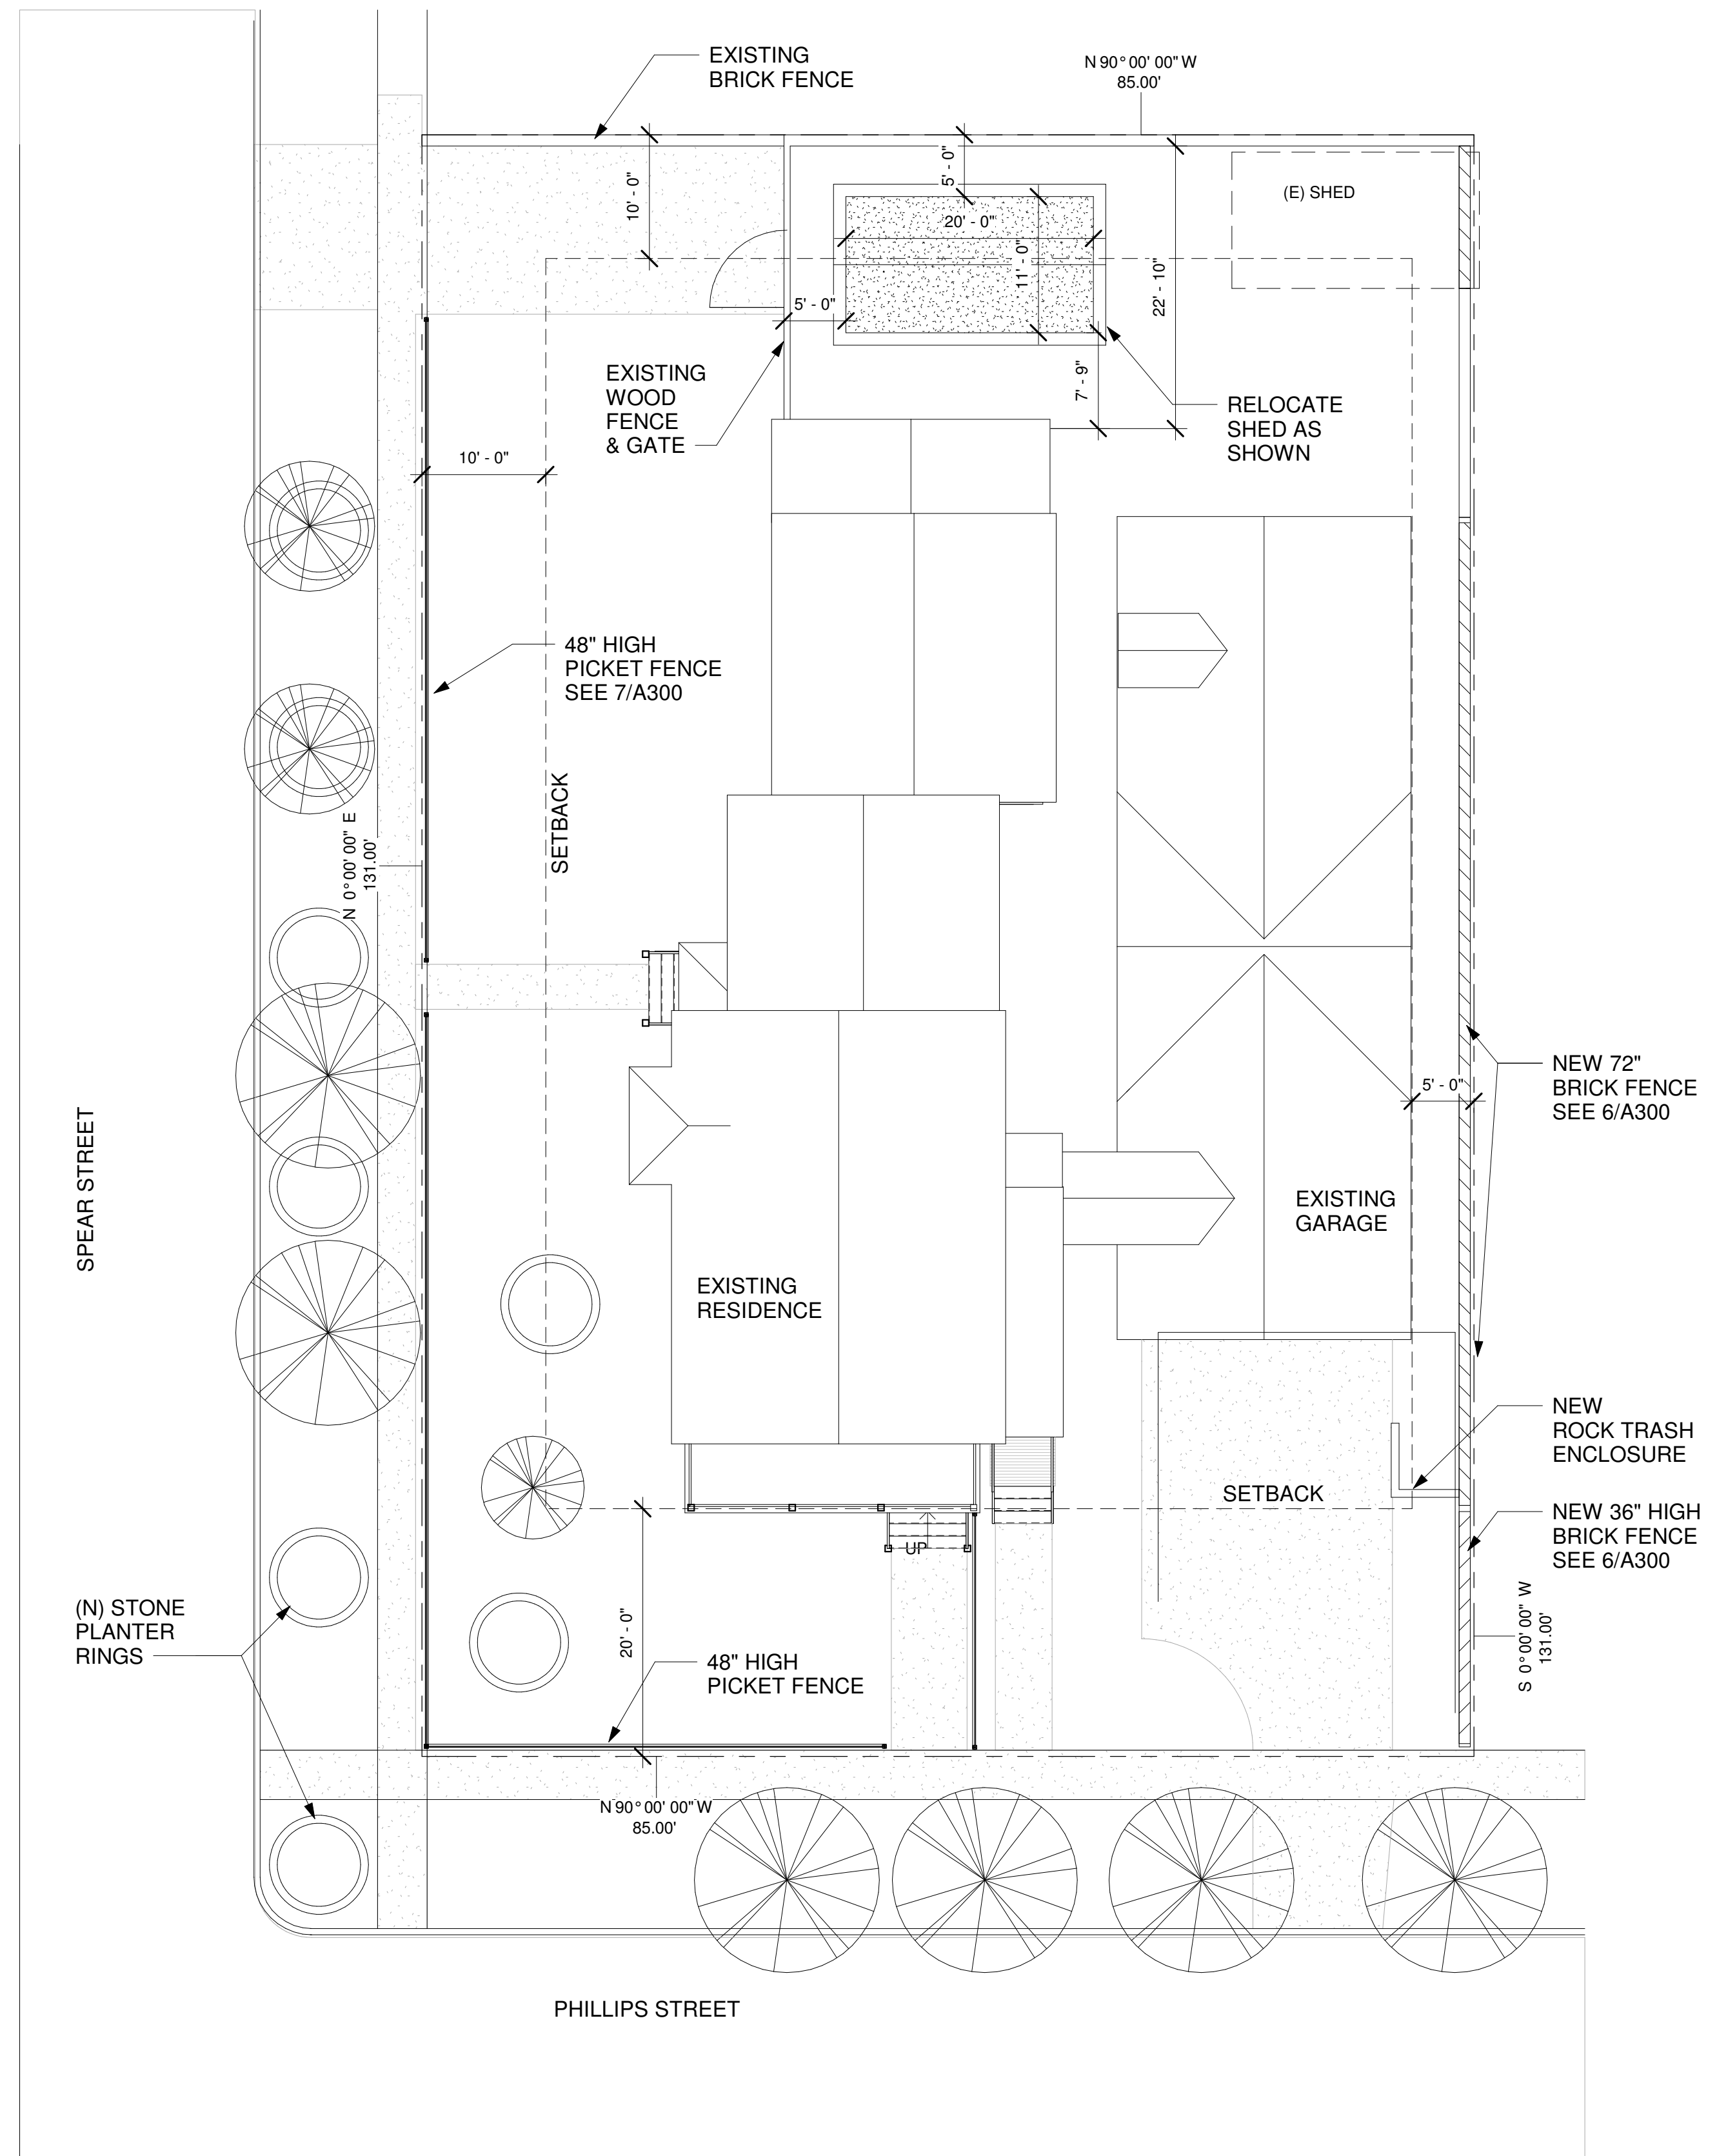 EXISTING
BRICK FENCE
N 90° 00' 00" W
85.00'
10' - 0"
5' - 0"
(E) SHED
20' - 0"
11' - 0"
22' - 10"
5' - 0"
7' - 9"
EXISTING
WOOD
FENCE
& GATE
RELOCATE
SHED AS
SHOWN
10' - 0"
48" HIGH
PICKET FENCE
SEE 7/A300
SETBACK
N 0° 00' 00" E
131.00'
SPEAR STREET
NEW 72"
BRICK FENCE
SEE 6/A300
5' - 0"
EXISTING
GARAGE
EXISTING
RESIDENCE
NEW
ROCK TRASH
ENCLOSURE
SETBACK
NEW 36" HIGH
BRICK FENCE
SEE 6/A300
UP
(N) STONE
PLANTER
RINGS
20' - 0"
48" HIGH
PICKET FENCE
S 0° 00' 00" W
131.00'
N 90° 00' 00" W
85.00'
PHILLIPS STREET